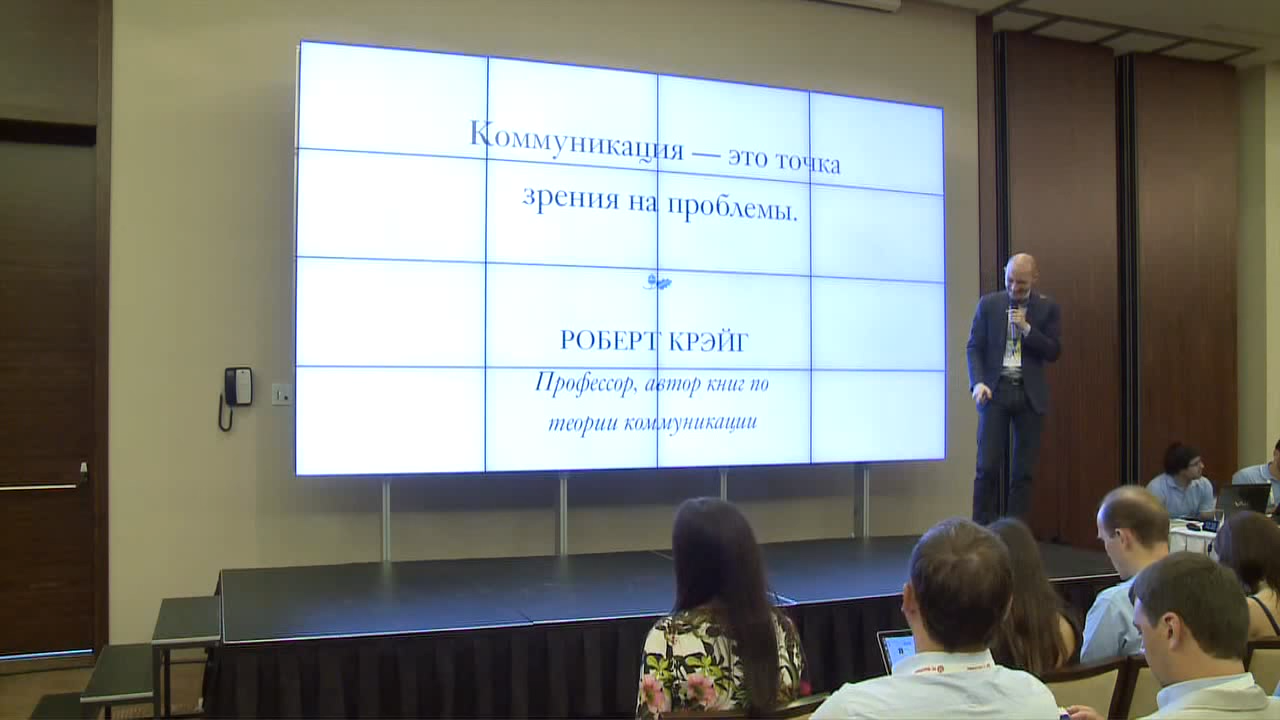 Коммуникация — это точка
зрения на проблемы.
РОБЕРТ КРЭЙГ
Профессор, автор книг по
теории коммуникации